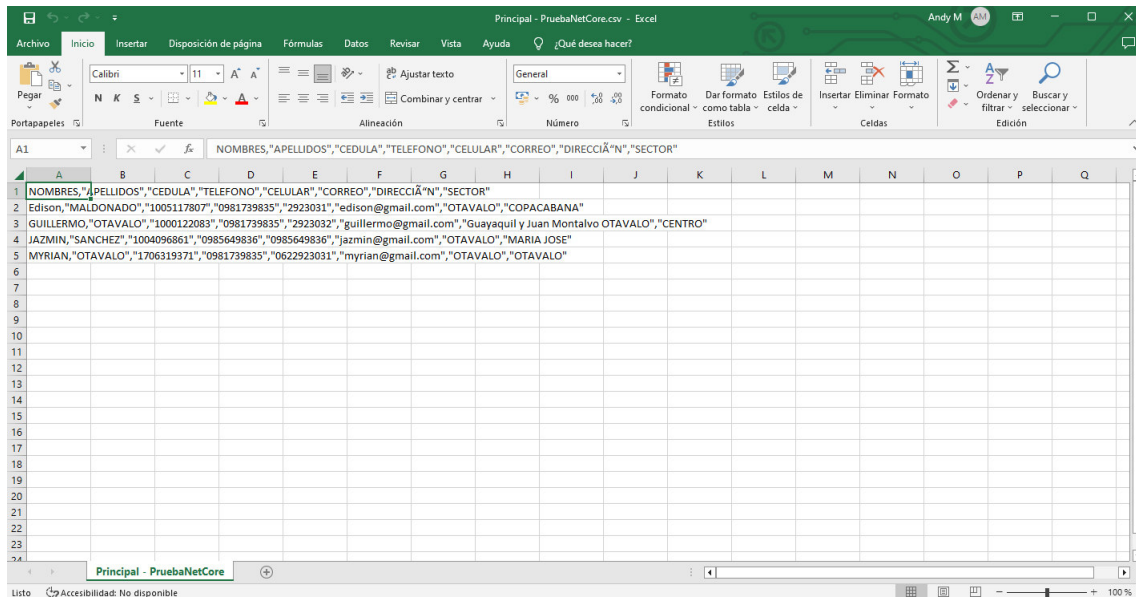 Principal - PruebaNetCore.csv - Excel
Andy M AM
Archivo Inicio Insertar Disposición de página Fórmulas Datos Revisar Vista Ayuda ¿Qué desea hacer?
Pegar
Calibri 11 A A
N K S A
Ajustar texto
Combinar y centrar
General
% 000
Formato condicional
Dar formato como tabla
Estilos de celda
Insertar Eliminar Formato
Ordenar y filtrar
Buscar y seleccionar
Portapapeles Fuente Alineación Número Estilos Celdas Edición
A1 fx NOMBRES,"APELLIDOS","CEDULA","TELEFONO","CELULAR","CORREO","DIRECCIÃ“N","SECTOR"
A B C D E F G H I J K L M N O P Q
1 NOMBRES,"APELLIDOS","CEDULA","TELEFONO","CELULAR","CORREO","DIRECCIÃ“N","SECTOR"
2 Edison,"MALDONADO","1005117807","0981739835","2923031","edison@gmail.com","OTAVALO","COPACABANA"
3 GUILLERMO,"OTAVALO","1000122083","0981739835","2923032","guillermo@gmail.com","Guayaquil y Juan Montalvo OTAVALO","CENTRO"
4 JAZMIN,"SANCHEZ","1004096861","0985649836","0985649836","jazmin@gmail.com","OTAVALO","MARIA JOSE"
5 MYRIAN,"OTAVALO","1706319371","0981739835","0622923031","myrian@gmail.com","OTAVALO","OTAVALO"
6
7
8
9
10
11
12
13
14
15
16
17
18
19
20
21
22
23
24
Principal - PruebaNetCore
Listo Accesibilidad: No disponible 100 %